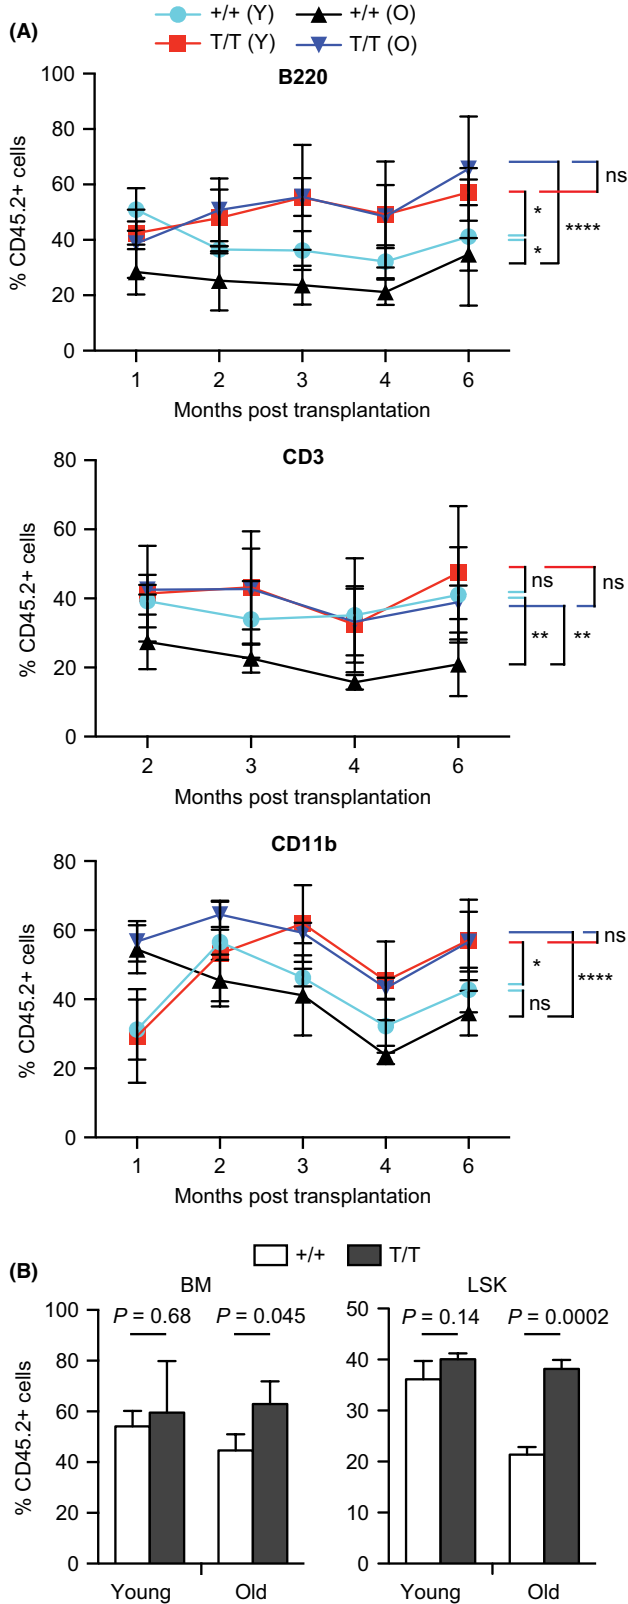 (A)
+/+ (Y) +/+ (O)
T/T (Y) T/T (O)
B220
100
80
60
40
20
0
% CD45.2+ cells
ns
*
****
*
1 2 3 4 6
Months post transplantation
CD3
80
60
40
20
0
% CD45.2+ cells
ns ns
** **
2 3 4 6
Months post transplantation
CD11b
80
60
40
20
0
% CD45.2+ cells
ns
*
****
ns
1 2 3 4 6
Months post transplantation
(B)
+/+ T/T
BM
100
80
60
40
20
0
% CD45.2+ cells
P = 0.68 P = 0.045
Young Old
LSK
50
40
30
20
10
0
P = 0.14 P = 0.0002
Young Old